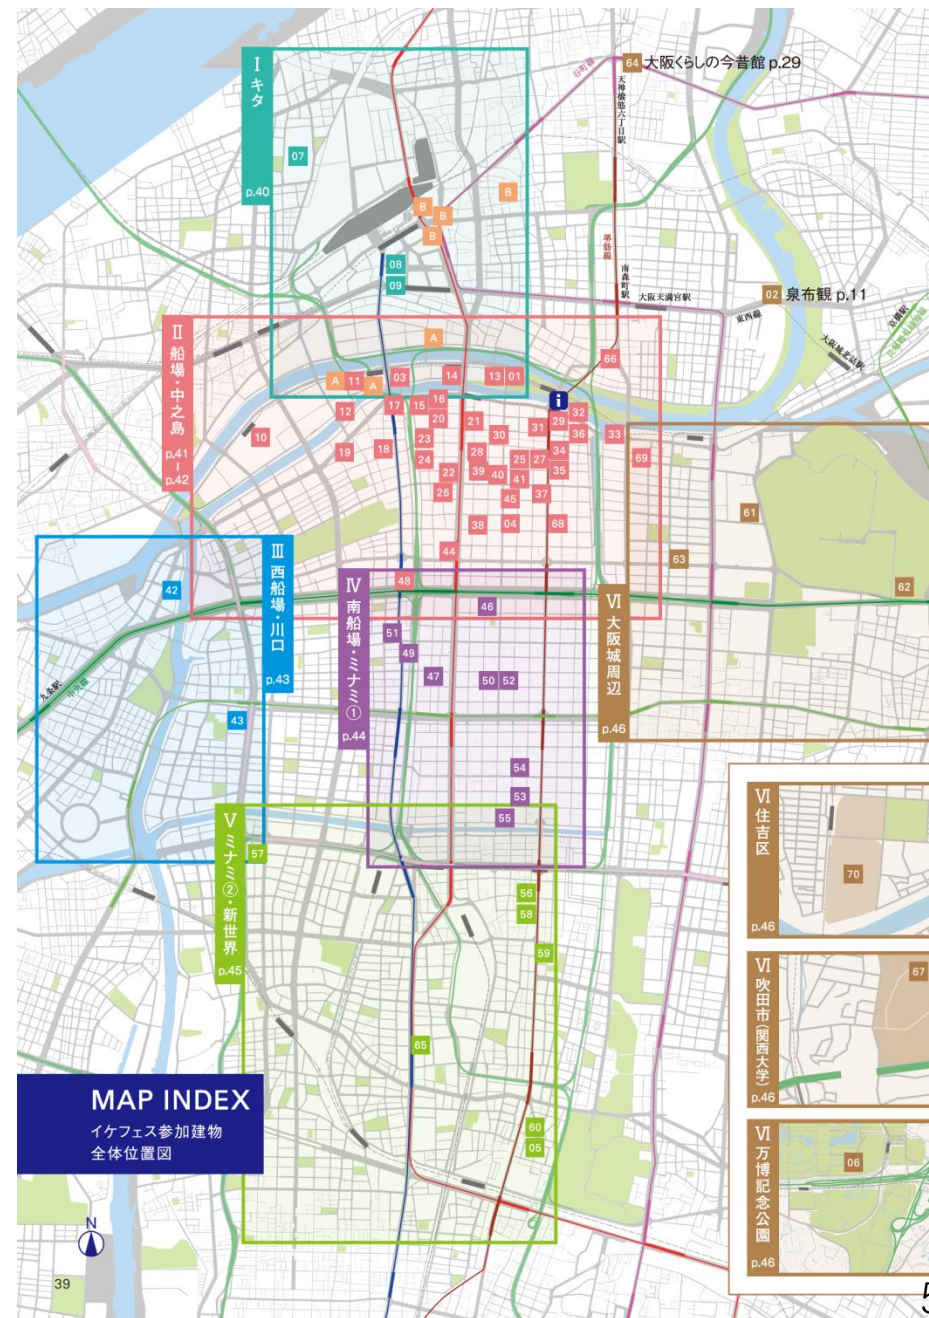 64 大阪くらしの今昔館 p.29
谷町線
天神橋筋六丁目駅
Ⅰ キタ
p.40
07
B
B
B
B
08
09
堺筋線
南森町駅
大阪天満宮駅
02 泉布観 p.11
東西線
大阪城北詰駅
京橋駅
Ⅱ 船場・中之島
p.41-p.42
A
66
A
11
A
03
14
13
01
i
12
17
15
16
20
21
31
29
32
36
33
10
19
18
23
30
28
34
69
24
22
39
40
25
27
41
35
26
45
37
38
04
68
44
48
61
63
62
Ⅲ 西船場・川口
p.43
42
43
九条駅
中央線
Ⅳ 南船場・ミナミ①
p.44
46
51
49
47
50
52
54
53
55
Ⅵ 大阪城周辺
p.46
Ⅴ ミナミ②・新世界
p.45
57
56
58
59
65
60
05
Ⅵ 住吉区
p.46
70
Ⅵ 吹田市(関西大学)
p.46
67
Ⅵ 万博記念公園
p.46
06
MAP INDEX
イケフェス参加建物
全体位置図
N
39